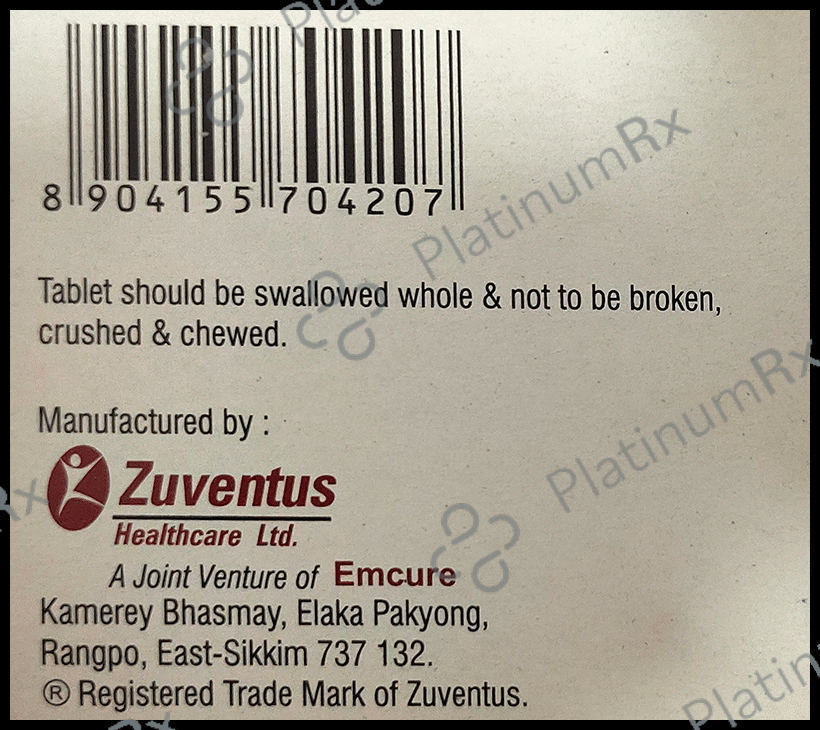 8 904155 704207
Tablet should be swallowed whole & not to be broken,
crushed & chewed.
Manufactured by :
Zuventus
Healthcare Ltd.
A Joint Venture of Emcure
Kamerey Bhasmay, Elaka Pakyong,
Rangpo, East-Sikkim 737 132.
® Registered Trade Mark of Zuventus.
PlatinumRx
PlatinumRx